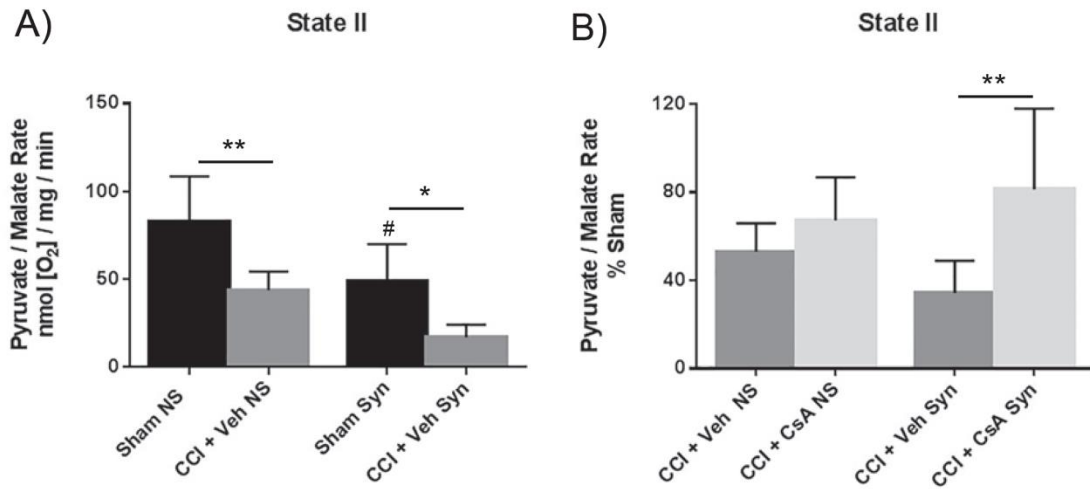 A)
State II
Pyruvate / Malate Rate
nmol [O₂] / mg / min
150
100
50
0
**
*
#
Sham NS
CCI + Veh NS
Sham Syn
CCI + Veh Syn
B)
State II
Pyruvate / Malate Rate
% Sham
120
80
40
0
**
CCI + Veh NS
CCI + CsA NS
CCI + Veh Syn
CCI + CsA Syn